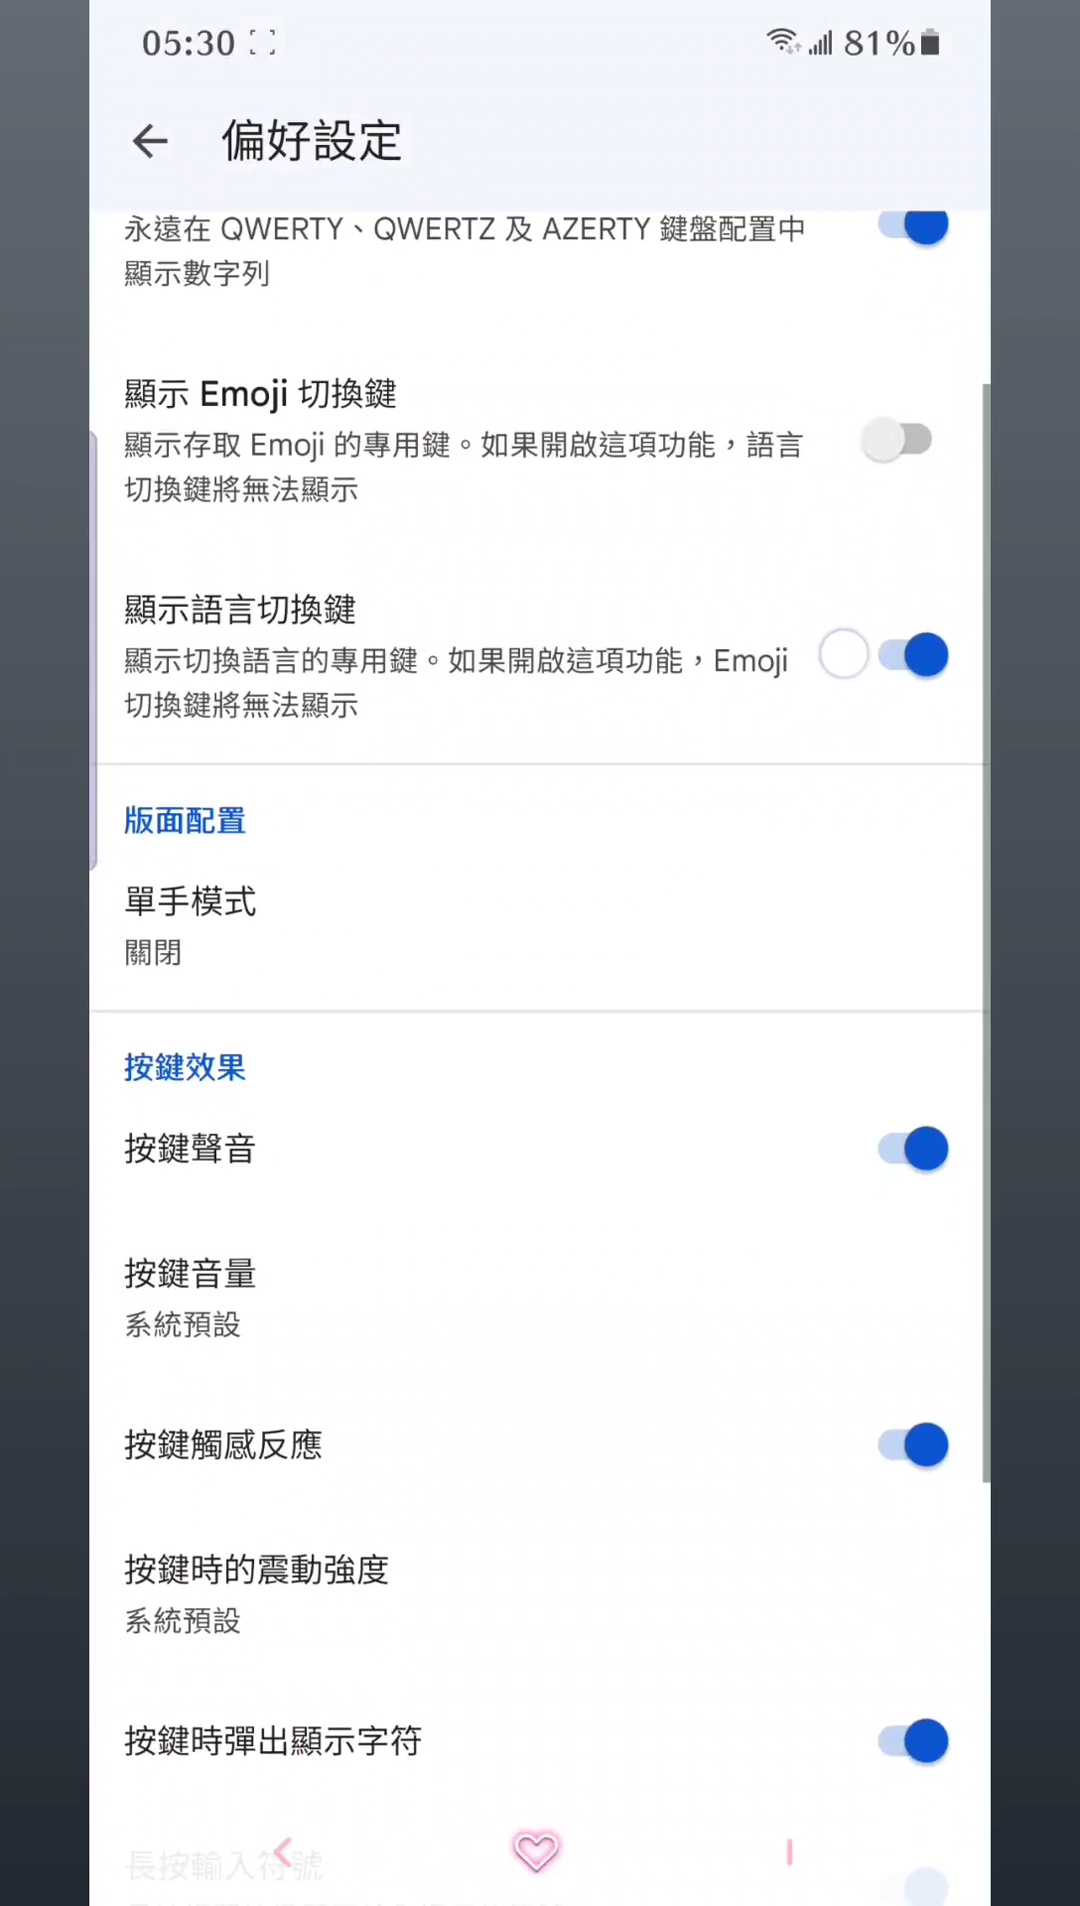 05:30
81%
偏好設定
永遠在 QWERTY、QWERTZ 及 AZERTY 鍵盤配置中
顯示數字列
顯示 Emoji 切換鍵
顯示存取 Emoji 的專用鍵。如果開啟這項功能，語言
切換鍵將無法顯示
顯示語言切換鍵
顯示切換語言的專用鍵。如果開啟這項功能，Emoji
切換鍵將無法顯示
版面配置
單手模式
關閉
按鍵效果
按鍵聲音
按鍵音量
系統預設
按鍵觸感反應
按鍵時的震動強度
系統預設
按鍵時彈出顯示字符
長按輸入符號